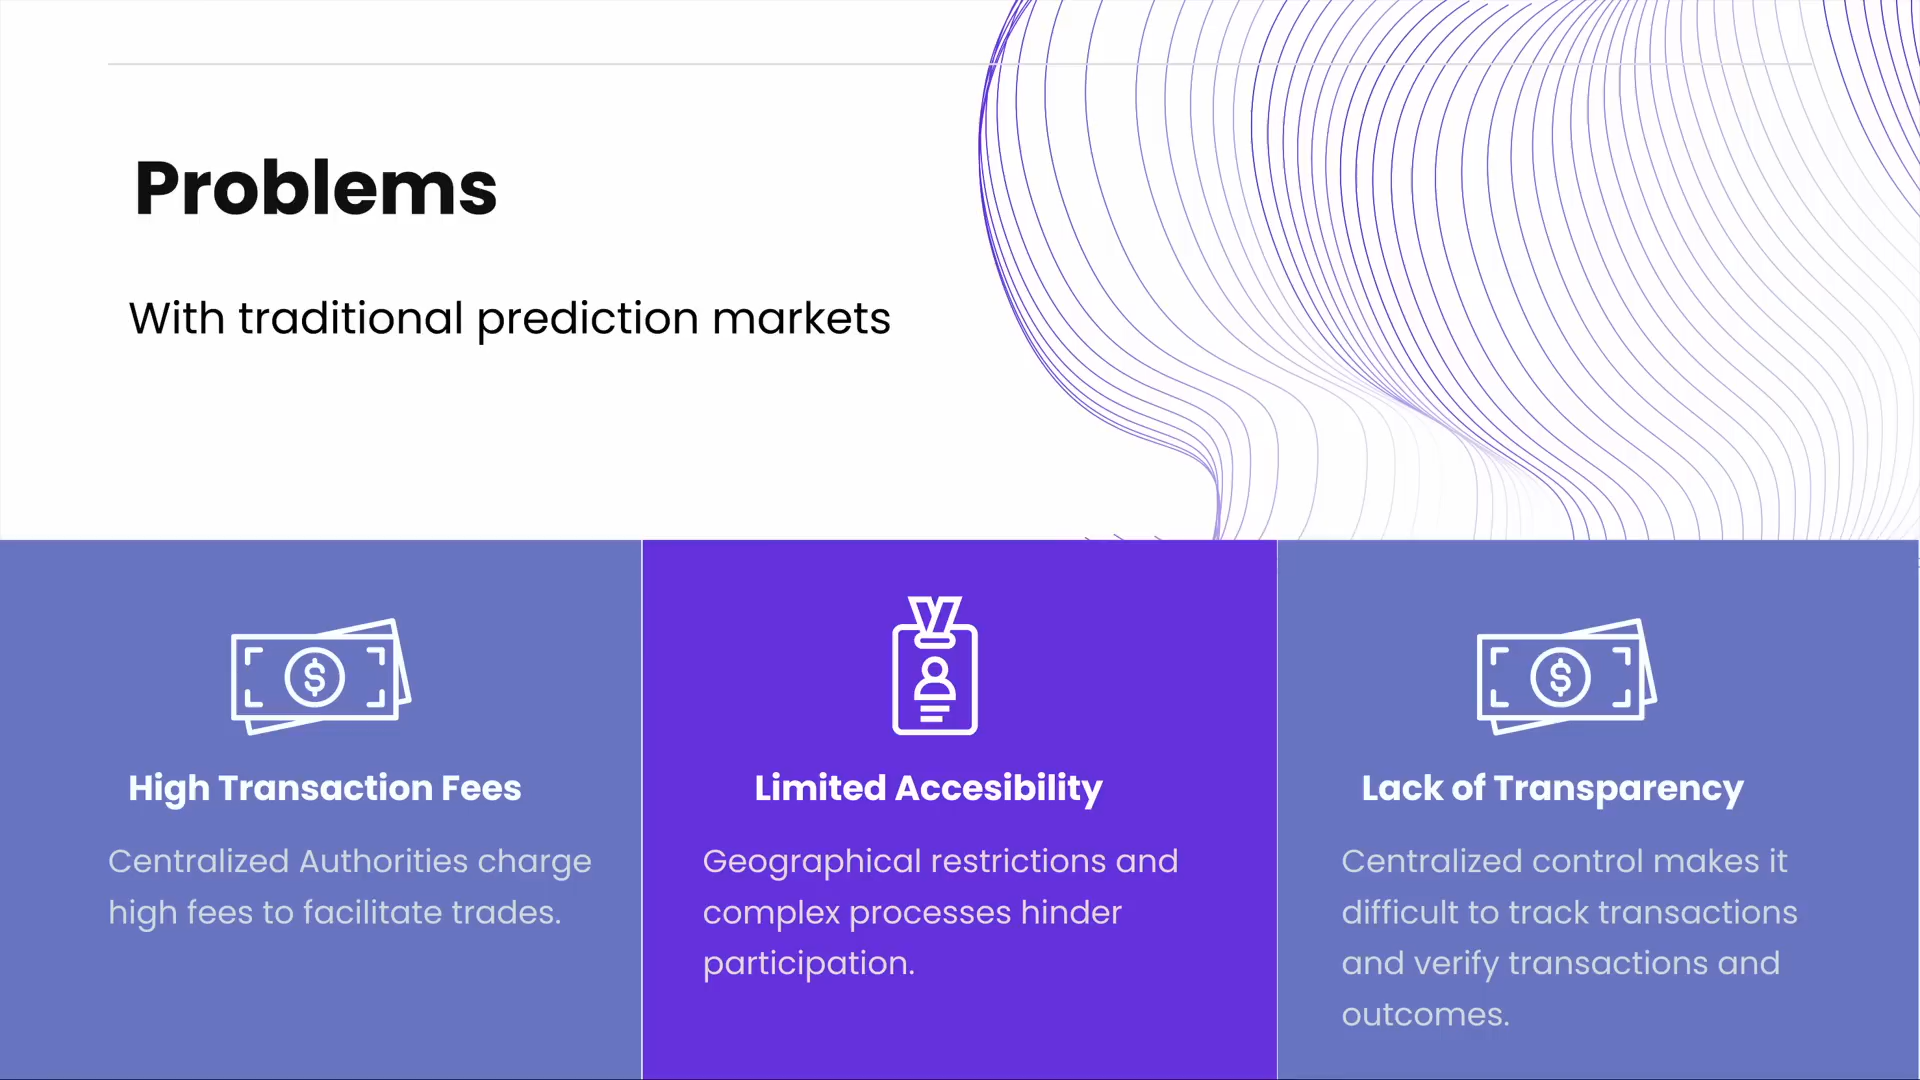 Problems
With traditional prediction markets
High Transaction Fees
Centralized Authorities charge
high fees to facilitate trades.
Limited Accesibility
Geographical restrictions and
complex processes hinder
participation.
Lack of Transparency
Centralized control makes it
difficult to track transactions
and verify transactions and
outcomes.